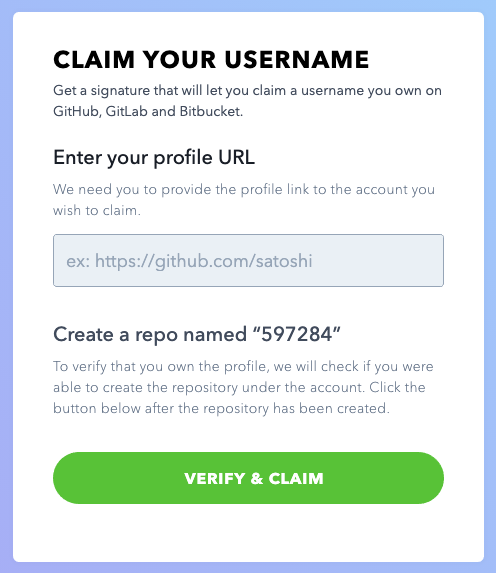 CLAIM YOUR USERNAME
Get a signature that will let you claim a username you own on
GitHub, GitLab and Bitbucket.
Enter your profile URL
We need you to provide the profile link to the account you
wish to claim.
ex: https://github.com/satoshi
Create a repo named “597284”
To verify that you own the profile, we will check if you were
able to create the repository under the account. Click the
button below after the repository has been created.
VERIFY & CLAIM